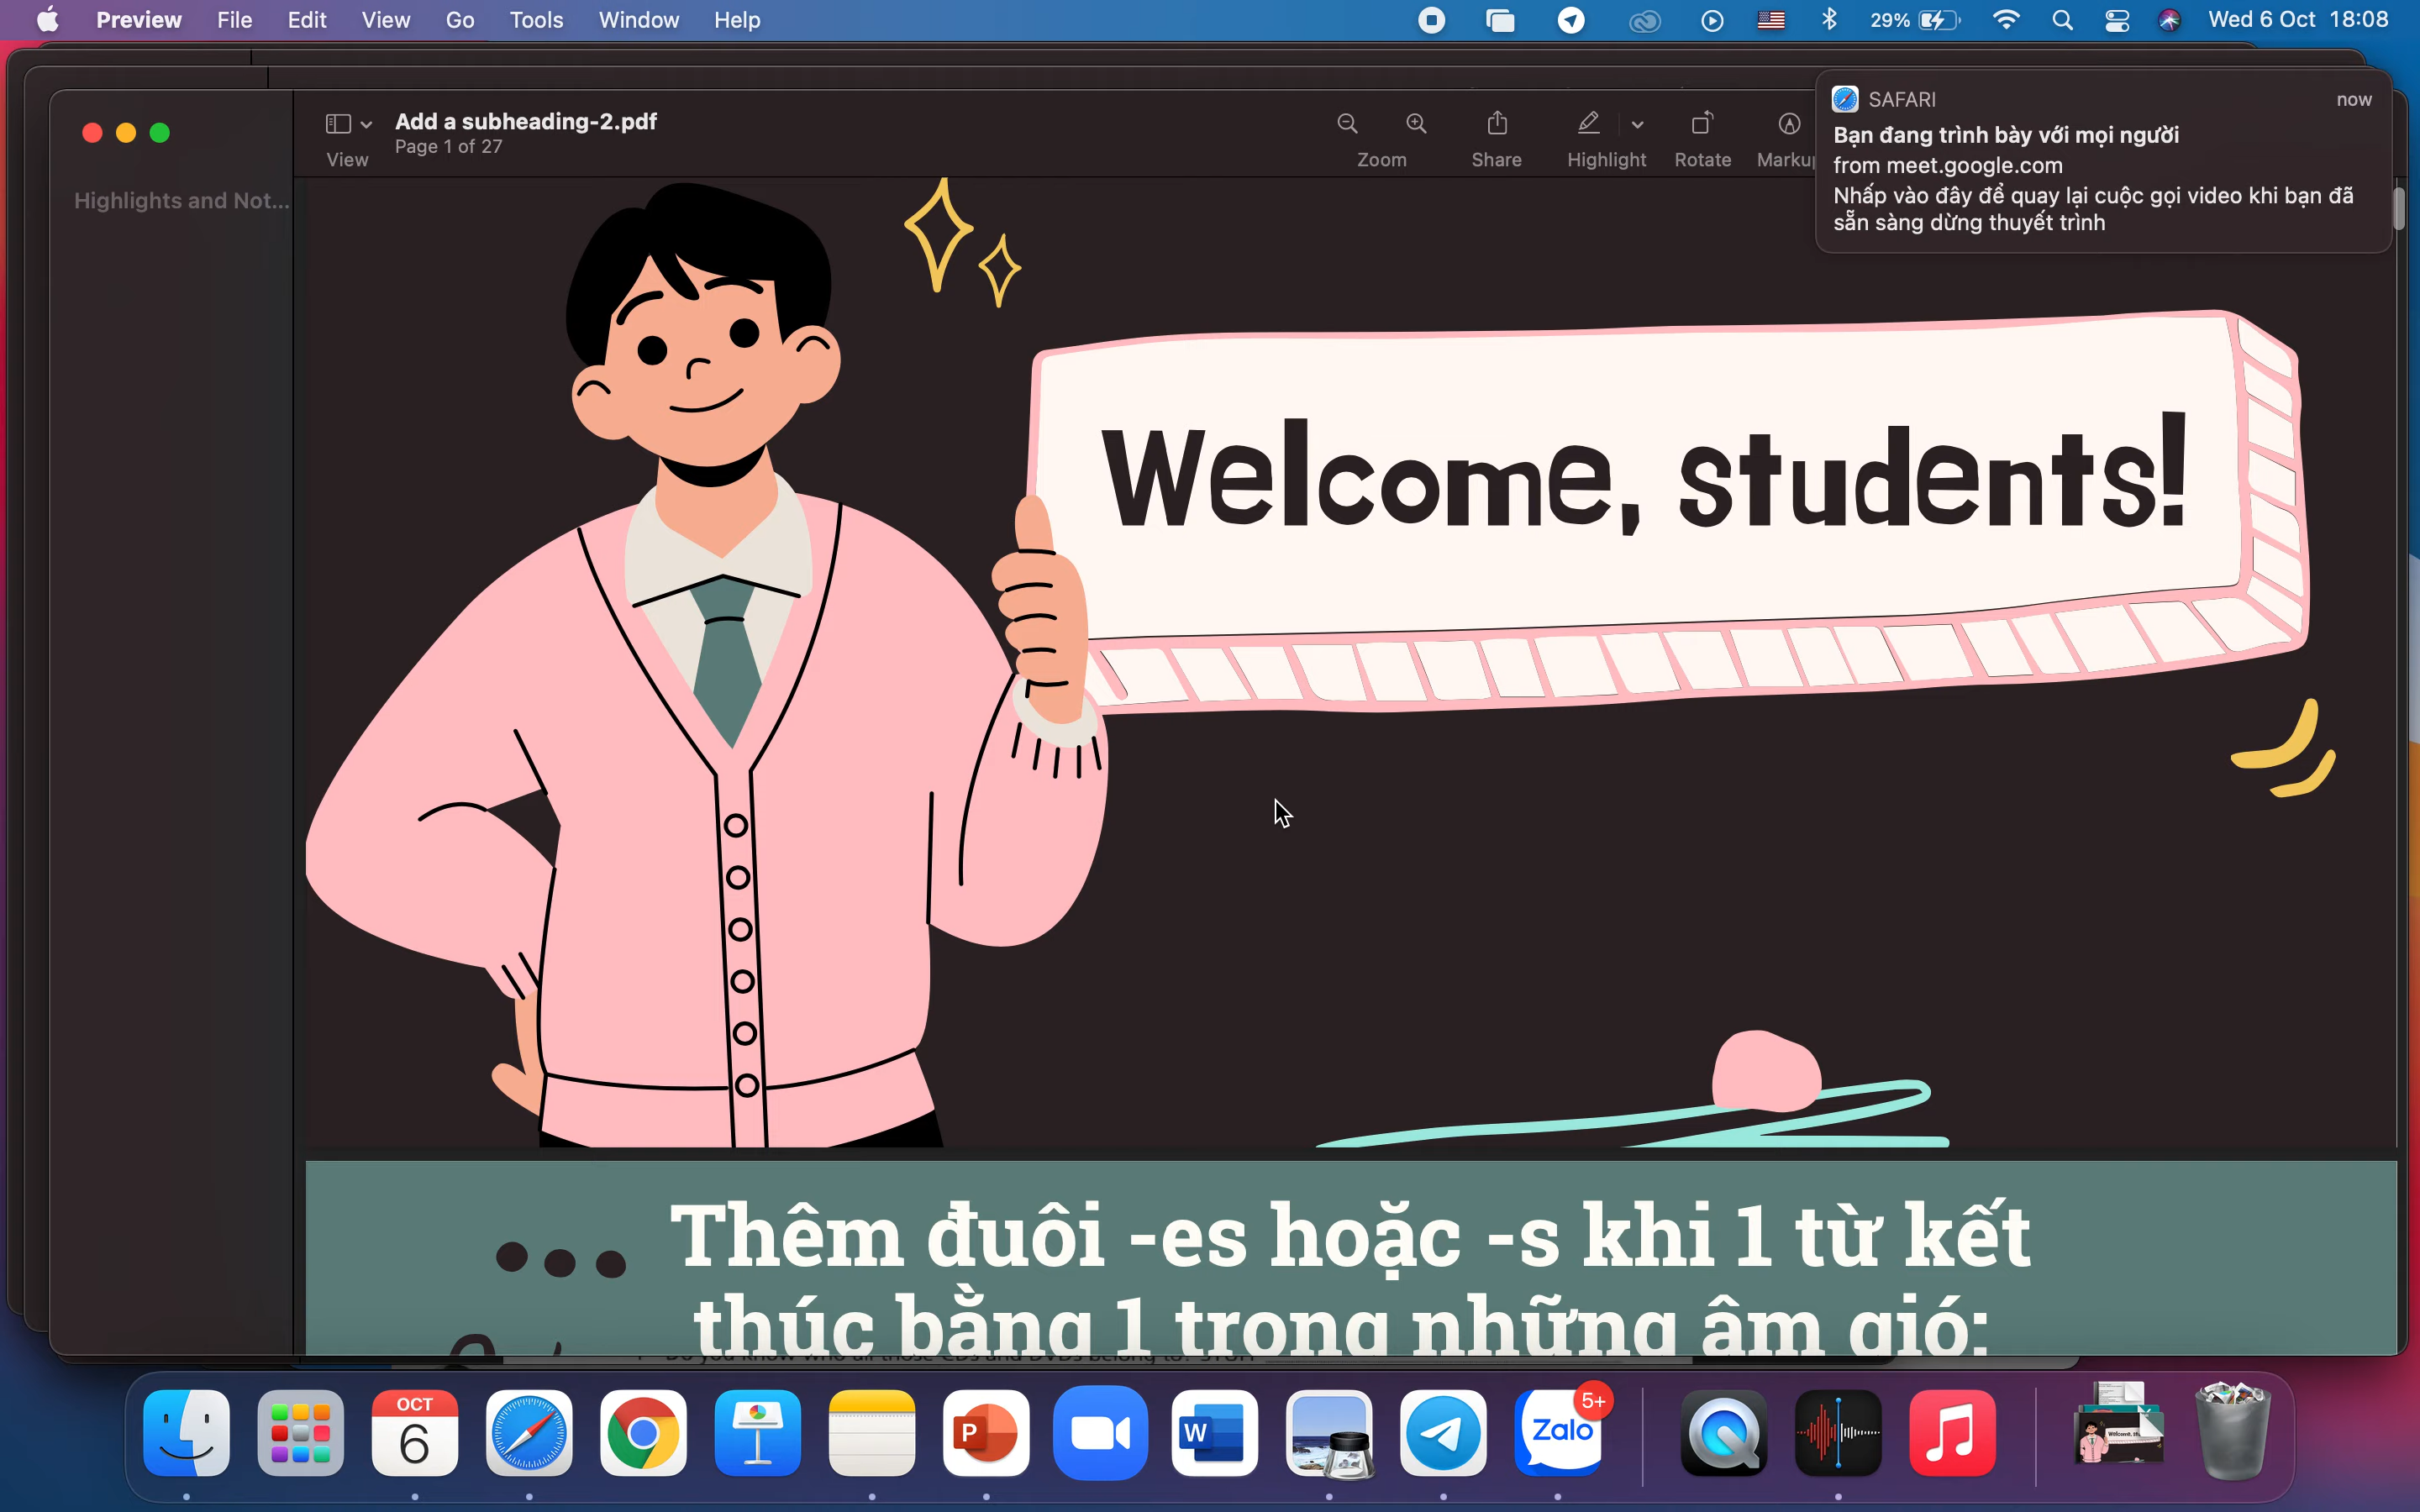 Preview File Edit View Go Tools Window Help 29% Wed 6 Oct 18:08
Add a subheading-2.pdf
Page 1 of 27
View Zoom Share Highlight Rotate
Highlights and Not...
SAFARI now
Bạn đang trình bày với mọi người
from meet.google.com
Nhấp vào đây để quay lại cuộc gọi video khi bạn đã
sẵn sàng dừng thuyết trình
Welcome, students!
Thêm đuôi -es hoặc -s khi 1 từ kết
thúc bằng 1 trong những âm gió:
OCT
6
P
W
Zalo
5+